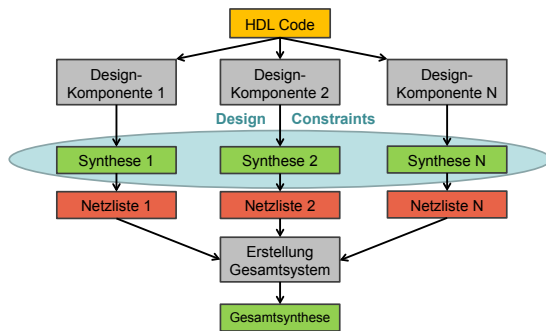 HDL Code
Design-
Komponente 1
Design-
Komponente 2
Design-
Komponente N
Design Constraints
Synthese 1
Synthese 2
Synthese N
Netzliste 1
Netzliste 2
Netzliste N
Erstellung
Gesamtsystem
Gesamtsynthese